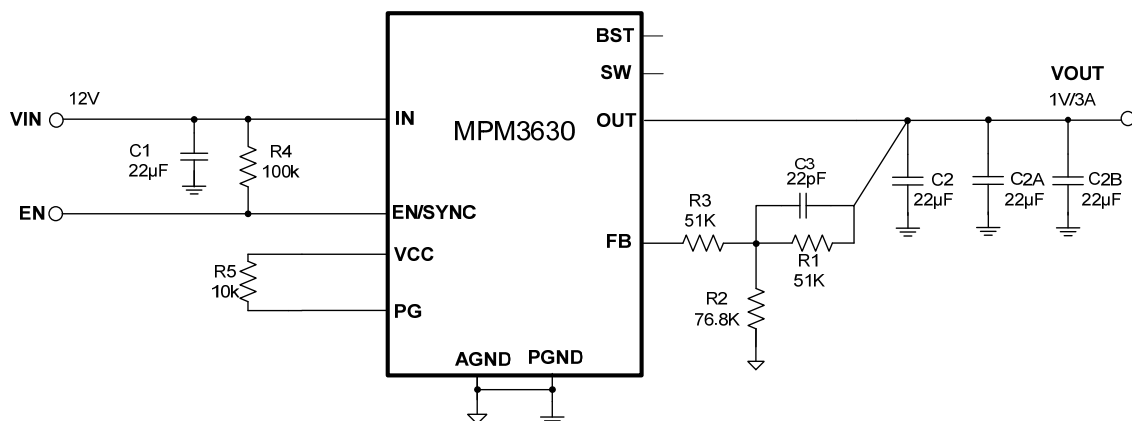 BST
SW
VOUT
1V/3A
12V
VIN
IN
MPM3630
OUT
C1
22µF
R4
100k
C3
22pF
C2
22µF
C2A
22µF
C2B
22µF
R3
51K
EN
EN/SYNC
FB
R1
51K
VCC
R5
10k
R2
76.8K
PG
AGND
PGND